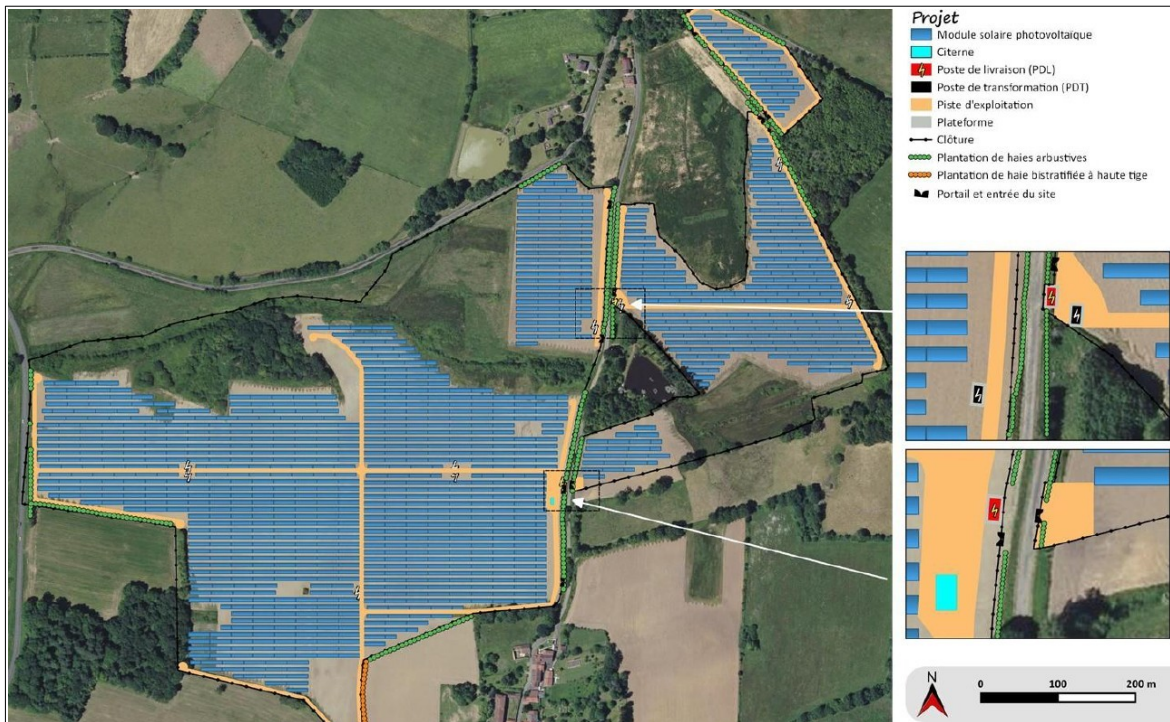 Projet
Module solaire photovoltaïque
Citerne
Poste de livraison (PDL)
Poste de transformation (PDT)
Piste d'exploitation
Plateforme
Clôture
Plantation de haies arbustives
Plantation de haie bistratifiée à haute tige
Portail et entrée du site
N
0 100 200 m